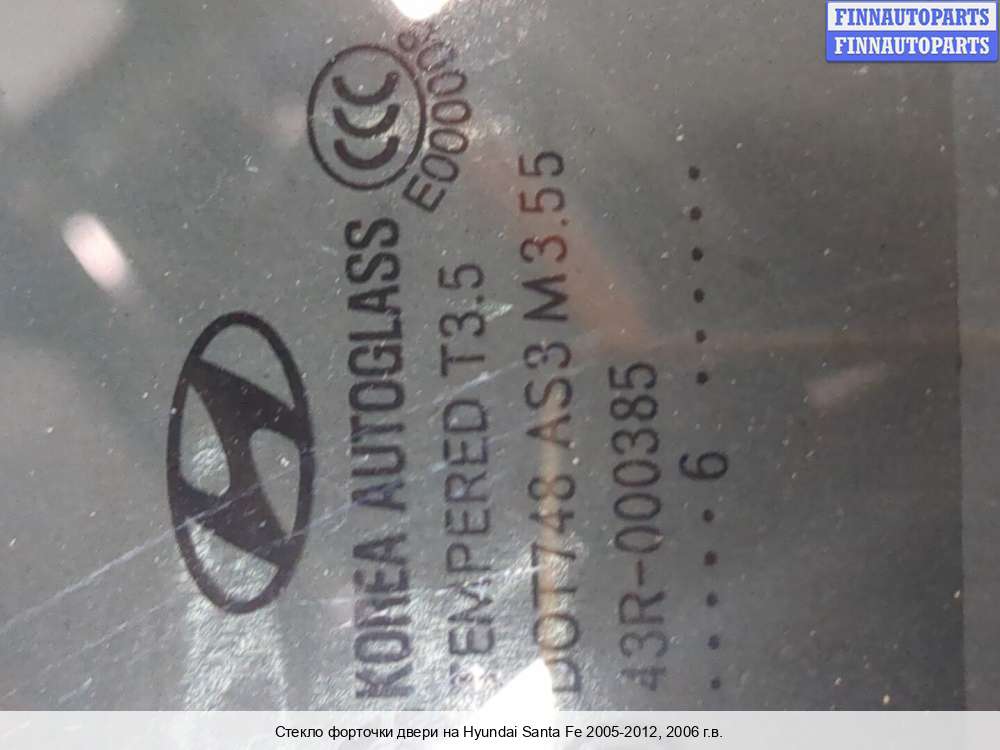 FINNAUTOPARTS
FINNAUTOPARTS
CCC
KOREA AUTOGLASS
TEMPERED T3.5
DOT748 AS3 M3.55
43R-000385
.....6......
Стекло форточки двери на Hyundai Santa Fe 2005-2012, 2006 г.в.